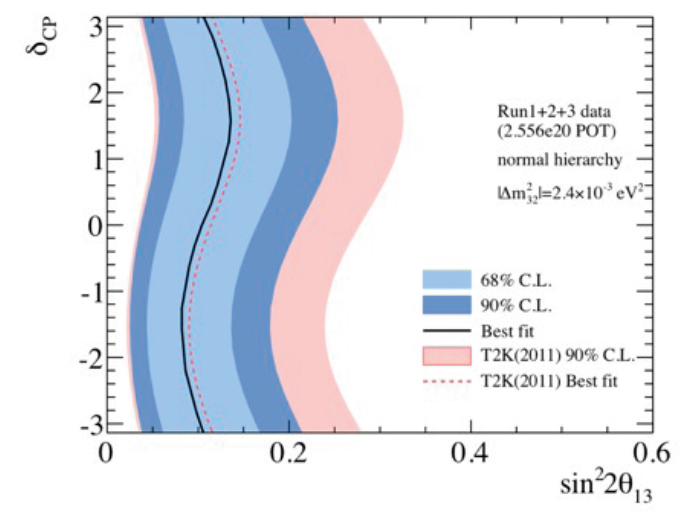 δCP
3
2
1
0
-1
-2
-3
Run1+2+3 data
(2.556e20 POT)
normal hierarchy
|Δm²₃₂|=2.4×10⁻³ eV²
68% C.L.
90% C.L.
Best fit
T2K(2011) 90% C.L.
T2K(2011) Best fit
0 0.2 0.4 0.6
sin²2θ₁₃